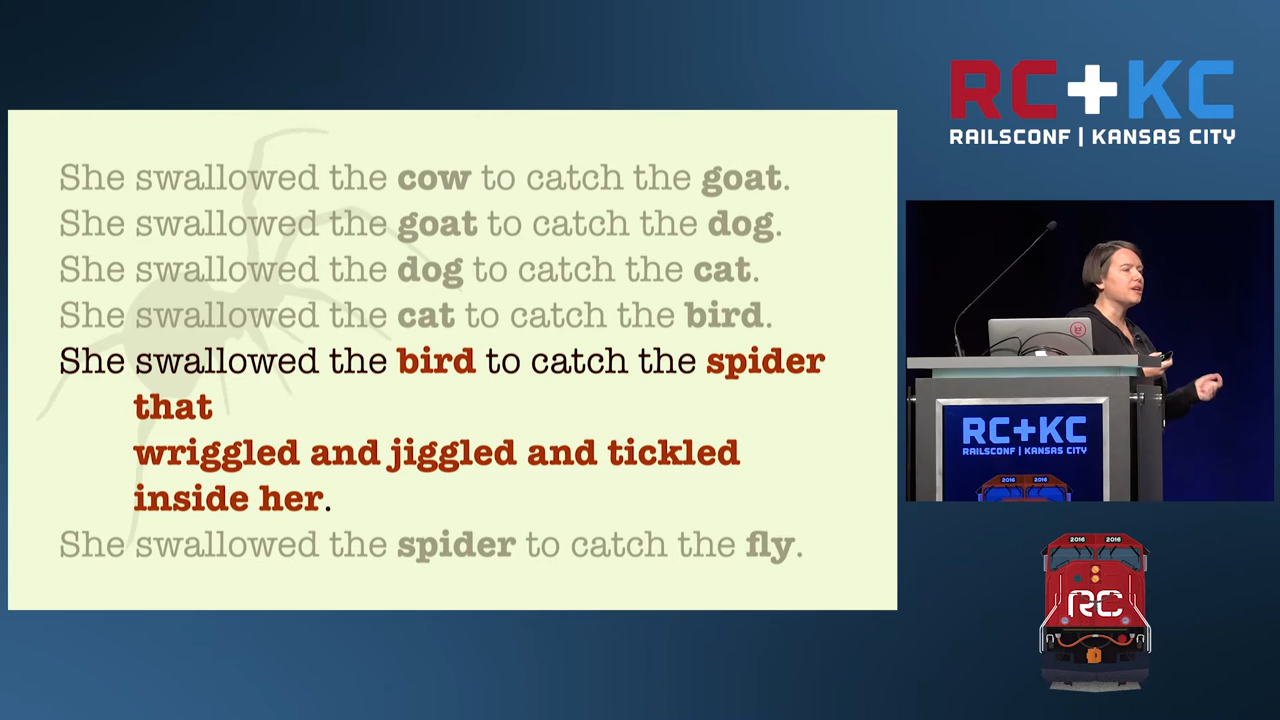 RC+KC
RAILSCONF | KANSAS CITY
She swallowed the cow to catch the goat.
She swallowed the goat to catch the dog.
She swallowed the dog to catch the cat.
She swallowed the cat to catch the bird.
She swallowed the bird to catch the spider
that
wriggled and jiggled and tickled
inside her.
She swallowed the spider to catch the fly.
RC+KC
RAILSCONF | KANSAS CITY
2016 2016
2016 2016
RC